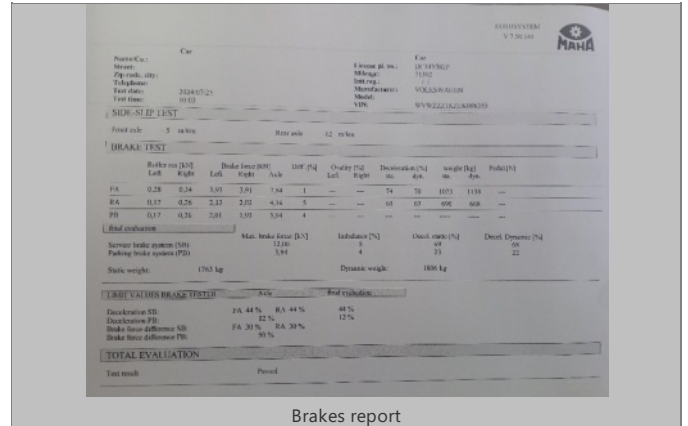 EUROSYSTEM
V 7.50.
MAHA
Car Car
Name/Co.: License pl. no.:
Street: Mileage:
Zip-code, city: Init.reg.: / /
Telephone: Manufacturer: VOLKSWAGEN
Test date: 2024/07/25 Model:
Test time: 10:03 VIN:
SIDE-SLIP TEST
Front axle 5 m/km Rear axle 12 m/km
BRAKE TEST
Roller res [kN] Brake force [kN] Diff. [%] Ovality [%] Deceleration [%] weight [kg] Pedal [N]
Left Right Left Right Axle Left Right sta. dyn. sta. dyn.
FA 0,28 0,34 3,93 3,91 7,84 1 --- --- 74 70 1073 1138 ---
RA 0,17 0,26 2,13 2,03 4,16 5 --- --- 61 63 690 668 ---
PB 0,17 0,26 2,01 1,93 3,94 4 --- --- ---
final evaluation
Max. brake force [kN] Imbalance [%] Decel. static [%] Decel. Dynamic [%]
Service brake system (SB): 12,00 5 69 68
Parking brake system (PB): 3,94 4 23 22
Static weight: 1763 kg Dynamic weight: 1806 kg
LIMIT VALUES BRAKE TESTER Axle final evaluation
Deceleration SB: FA 44 % RA 44 % 44 %
Deceleration PB: 12 % 12 %
Brake force difference SB: FA 30 % RA 30 %
Brake force difference PB: 50 %
TOTAL EVALUATION
Test result Passed
Brakes report